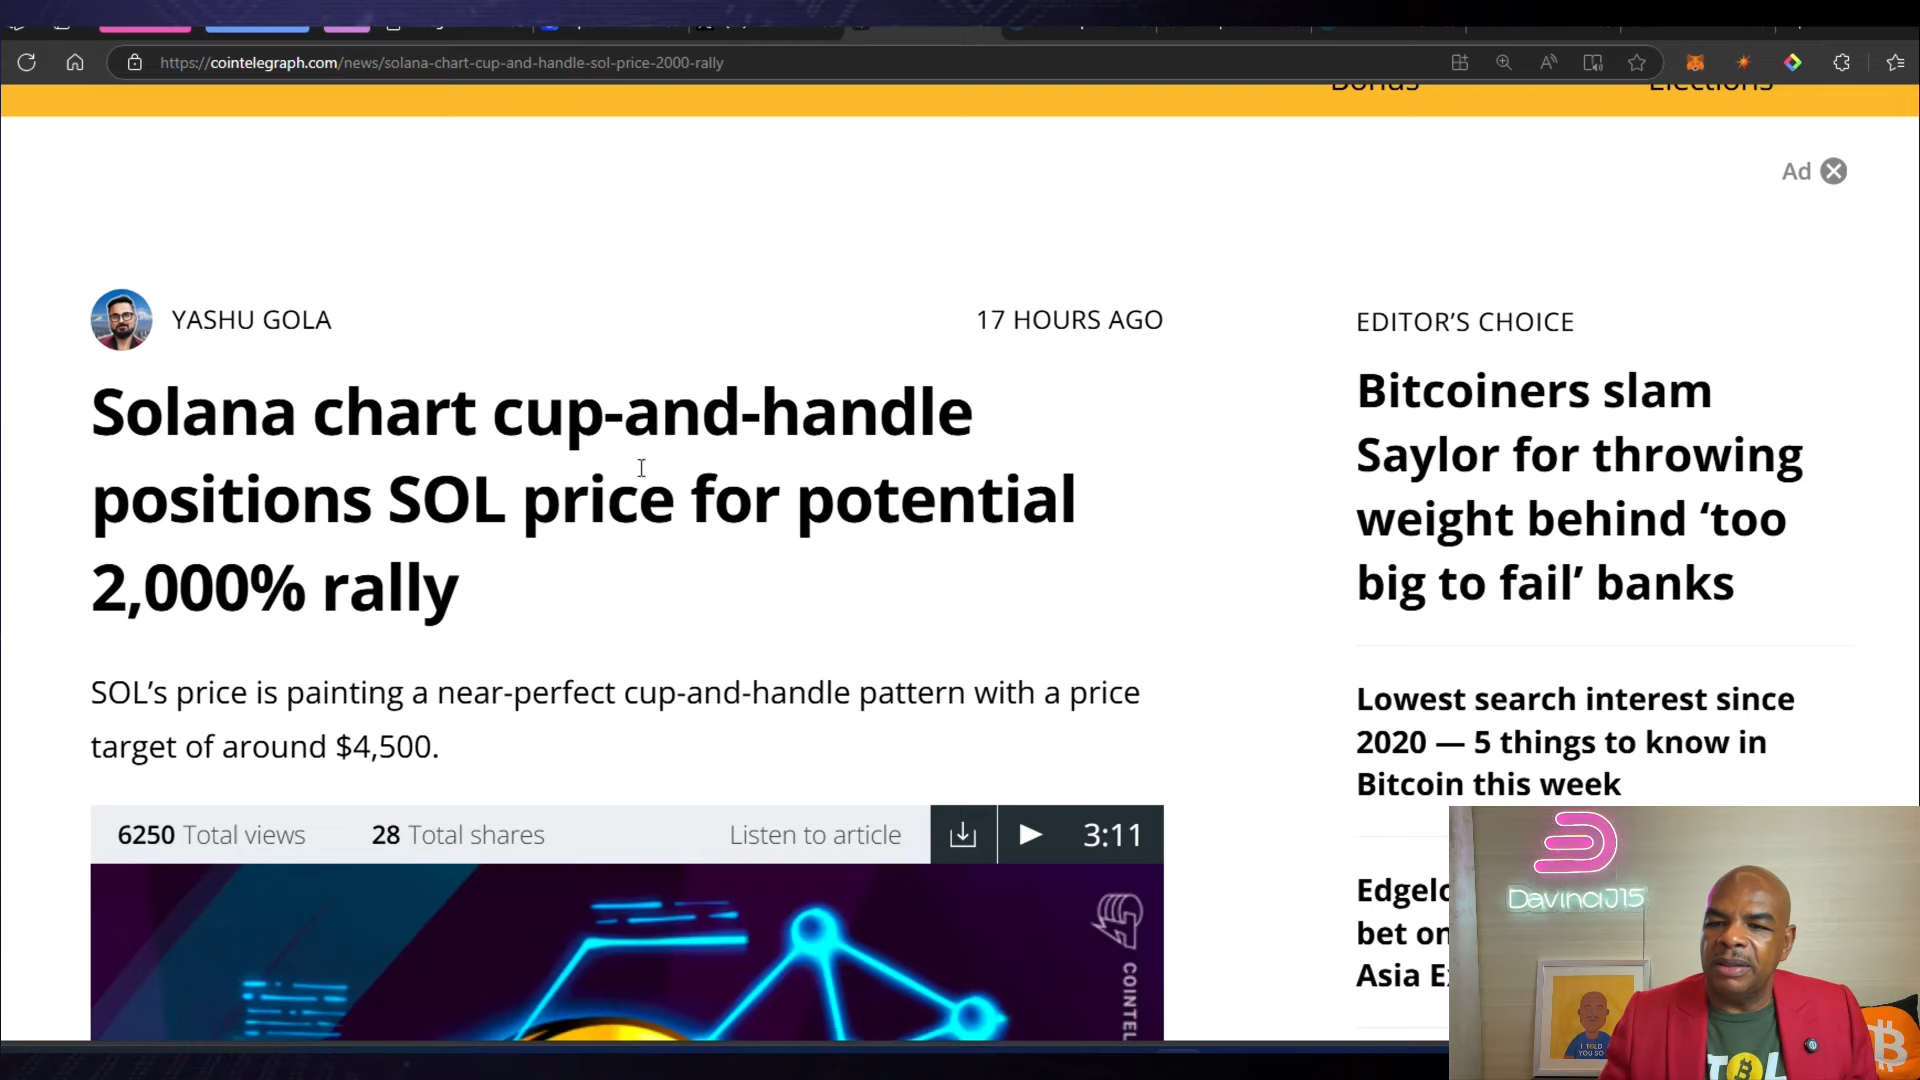 https://cointelegraph.com/news/solana-chart-cup-and-handle-sol-price-2000-rally
Bonus
Elections
Ad
YASHU GOLA
17 HOURS AGO
Solana chart cup-and-handle
positions SOL price for potential
2,000% rally
SOL’s price is painting a near-perfect cup-and-handle pattern with a price
target of around $4,500.
6250 Total views
28 Total shares
Listen to article
3:11
COINTEL
EDITOR’S CHOICE
Bitcoiners slam
Saylor for throwing
weight behind ‘too
big to fail’ banks
Lowest search interest since
2020 — 5 things to know in
Bitcoin this week
bet on
Asia
DavinciJ15
I TOLD
YOU SO